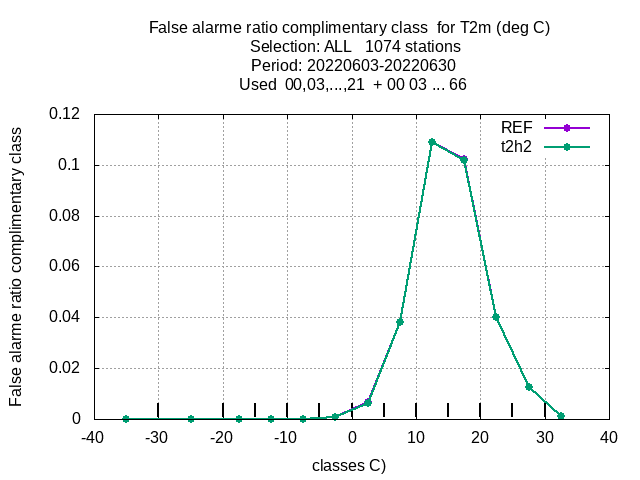 False alarme ratio complimentary class  for T2m (deg C)
Selection: ALL   1074 stations
Period: 20220603-20220630
Used  00,03,...,21  + 00 03 ... 66
REF
t2h2
False alarme ratio complimentary class
0.12
0.1
0.08
0.06
0.04
0.02
0
-40 -30 -20 -10 0 10 20 30 40
classes C)